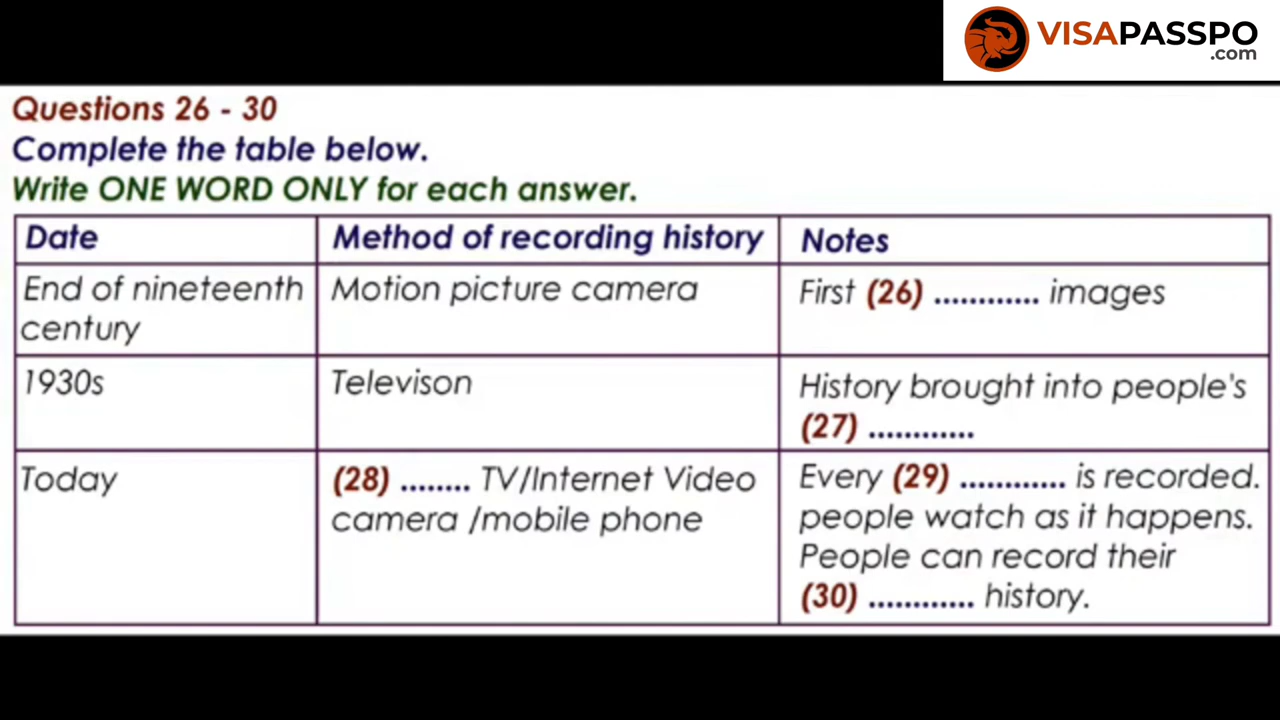 VISAPASSPO
.com
Questions 26 - 30
Complete the table below.
Write ONE WORD ONLY for each answer.
Date Method of recording history Notes
End of nineteenth century Motion picture camera First (26) ............ images
1930s Televison History brought into people's
(27) ............
Today (28) ........ TV/Internet Video Every (29) ............ is recorded.
camera /mobile phone people watch as it happens.
People can record their
(30) ............ history.